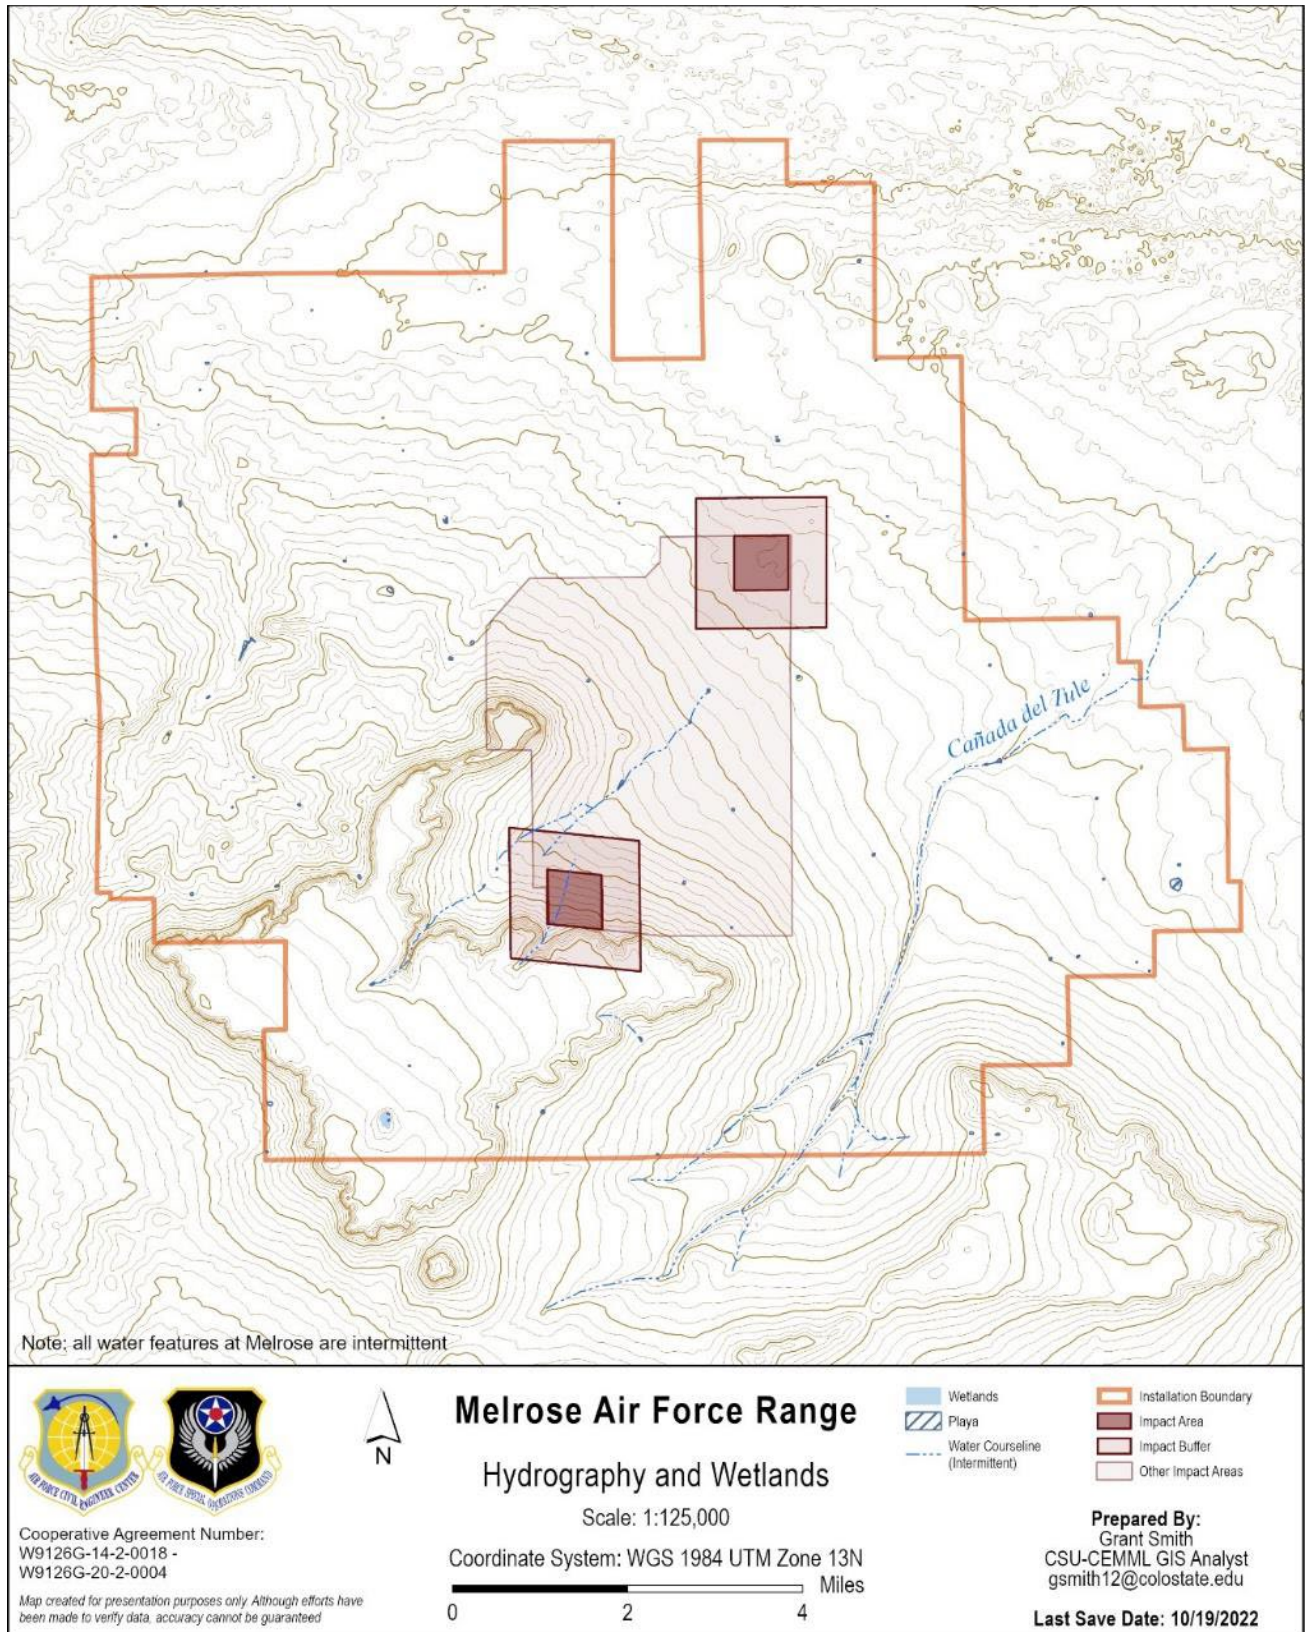 Cañada del Tule
Note: all water features at Melrose are intermittent
AIR FORCE CIVIL ENGINEER CENTER
AIR FORCE SPECIAL OPERATIONS COMMAND
Cooperative Agreement Number:
W9126G-14-2-0018 -
W9126G-20-2-0004
Map created for presentation purposes only. Although efforts have
been made to verify data, accuracy cannot be guaranteed
N
Melrose Air Force Range
Hydrography and Wetlands
Scale: 1:125,000
Coordinate System: WGS 1984 UTM Zone 13N
Miles
0 2 4
Wetlands
Playa
Water Courseline
(Intermittent)
Installation Boundary
Impact Area
Impact Buffer
Other Impact Areas
Prepared By:
Grant Smith
CSU-CEMML GIS Analyst
gsmith12@colostate.edu
Last Save Date: 10/19/2022